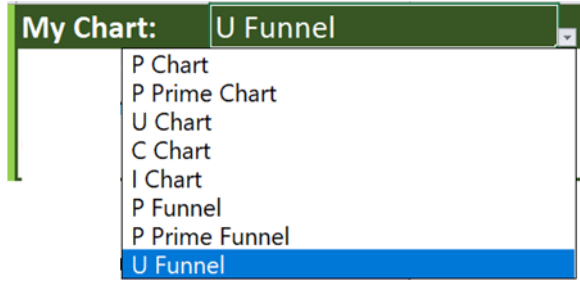 My Chart: U Funnel
P Chart
P Prime Chart
U Chart
C Chart
I Chart
P Funnel
P Prime Funnel
U Funnel